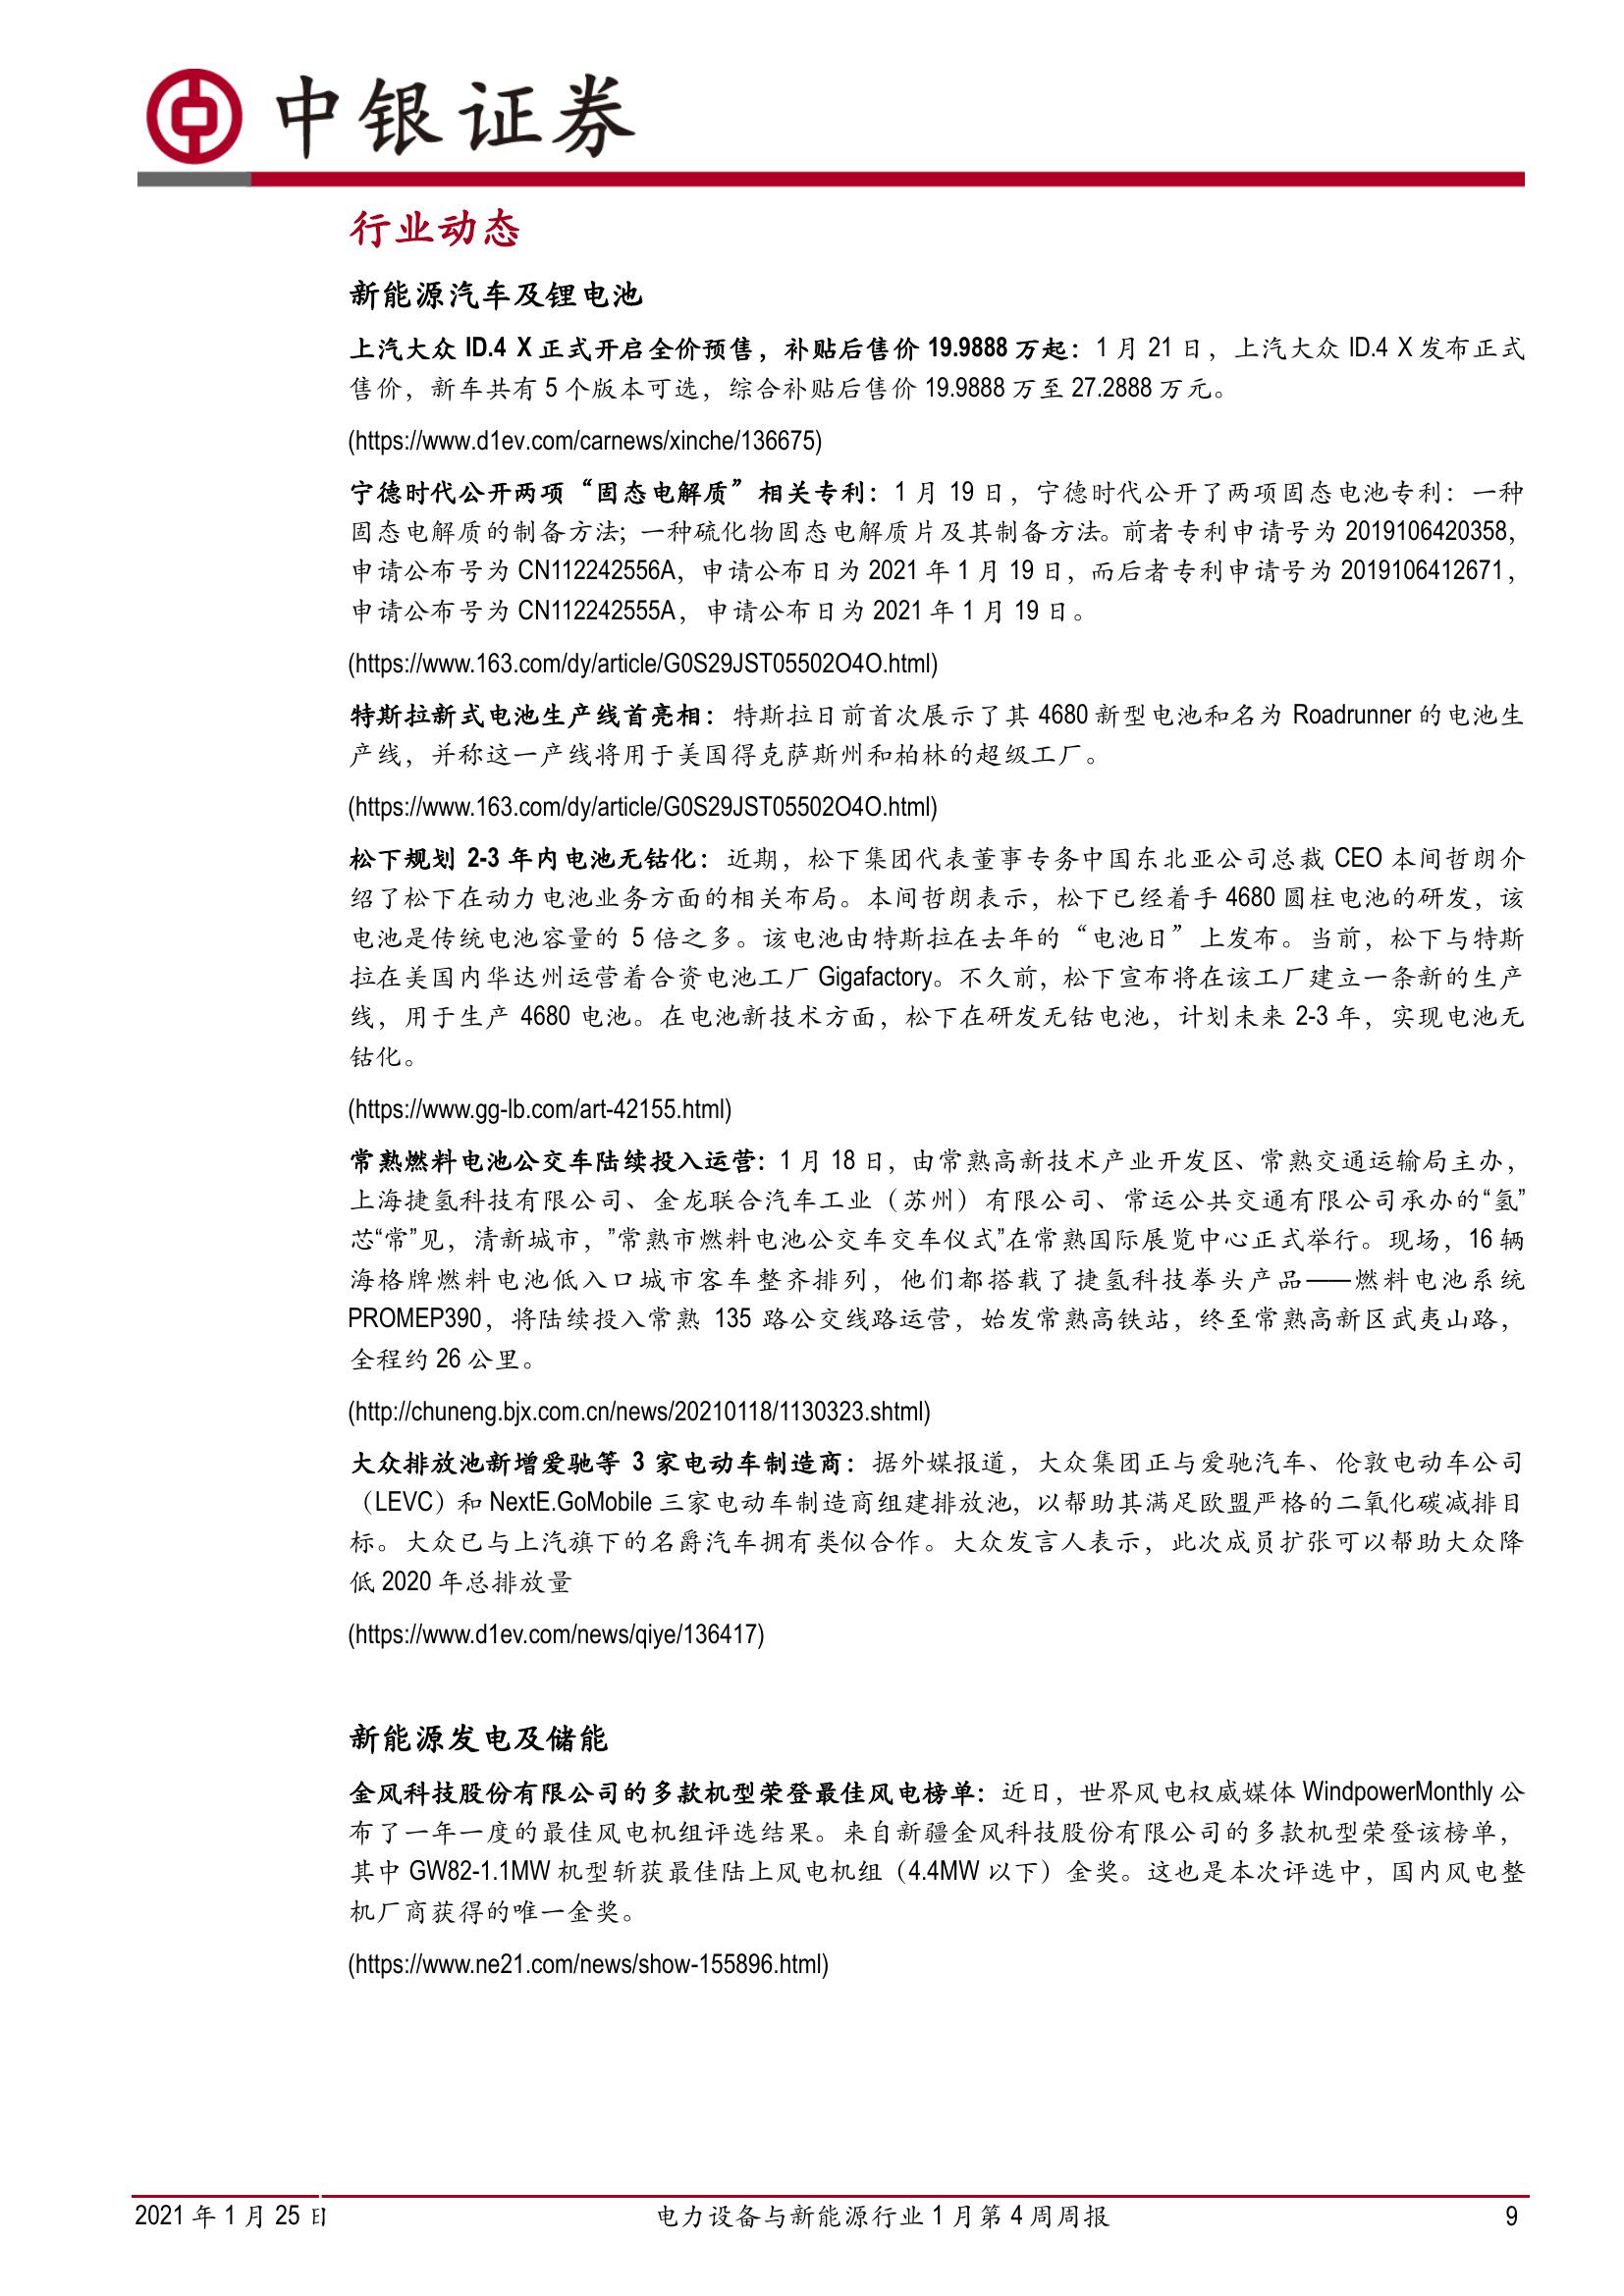 中银证券
行业动态
新能源汽车及锂电池
上汽大众 ID.4 X 正式开启全价预售，补贴后售价 19.9888 万起：1 月 21 日，上汽大众 ID.4 X 发布正式
售价，新车共有 5 个版本可选，综合补贴后售价 19.9888 万至 27.2888 万元。
(https://www.d1ev.com/carnews/xinche/136675)
宁德时代公开两项“固态电解质”相关专利：1 月 19 日，宁德时代公开了两项固态电池专利：一种
固态电解质的制备方法；一种硫化物固态电解质片及其制备方法。前者专利申请号为 2019106420358，
申请公布号为 CN112242556A，申请公布日为 2021 年 1 月 19 日，而后者专利申请号为 2019106412671，
申请公布号为 CN112242555A，申请公布日为 2021 年 1 月 19 日。
(https://www.163.com/dy/article/G0S29JST05502O4O.html)
特斯拉新式电池生产线首亮相：特斯拉日前首次展示了其 4680 新型电池和名为 Roadrunner 的电池生
产线，并称这一产线将用于美国得克萨斯州和柏林的超级工厂。
(https://www.163.com/dy/article/G0S29JST05502O4O.html)
松下规划 2-3 年内电池无钴化：近期，松下集团代表董事专务中国东北亚公司总裁 CEO 本间哲朗介
绍了松下在动力电池业务方面的相关布局。本间哲朗表示，松下已经着手 4680 圆柱电池的研发，该
电池是传统电池容量的 5 倍之多。该电池由特斯拉在去年的“电池日”上发布。当前，松下与特斯
拉在美国内华达州运营着合资电池工厂 Gigafactory。不久前，松下宣布将在该工厂建立一条新的生产
线，用于生产 4680 电池。在电池新技术方面，松下在研发无钴电池，计划未来 2-3 年，实现电池无
钴化。
(https://www.gg-lb.com/art-42155.html)
常熟燃料电池公交车陆续投入运营：1 月 18 日，由常熟高新技术产业开发区、常熟交通运输局主办，
上海捷氢科技有限公司、金龙联合汽车工业（苏州）有限公司、常运公共交通有限公司承办的“氢”
芯“常”见，清新城市，”常熟市燃料电池公交车交车仪式”在常熟国际展览中心正式举行。现场，16 辆
海格牌燃料电池低入口城市客车整齐排列，他们都搭载了捷氢科技拳头产品——燃料电池系统
PROMEP390，将陆续投入常熟 135 路公交线路运营，始发常熟高铁站，终至常熟高新区武夷山路，
全程约 26 公里。
(http://chuneng.bjx.com.cn/news/20210118/1130323.shtml)
大众排放池新增爱驰等 3 家电动车制造商：据外媒报道，大众集团正与爱驰汽车、伦敦电动车公司
（LEVC）和 NextE.GoMobile 三家电动车制造商组建排放池，以帮助其满足欧盟严格的二氧化碳减排目
标。大众已与上汽旗下的名爵汽车拥有类似合作。大众发言人表示，此次成员扩张可以帮助大众降
低 2020 年总排放量
(https://www.d1ev.com/news/qiye/136417)
新能源发电及储能
金风科技股份有限公司的多款机型荣登最佳风电榜单：近日，世界风电权威媒体 WindpowerMonthly 公
布了一年一度的最佳风电机组评选结果。来自新疆金风科技股份有限公司的多款机型荣登该榜单，
其中 GW82-1.1MW 机型斩获最佳陆上风电机组（4.4MW 以下）金奖。这也是本次评选中，国内风电整
机厂商获得的唯一金奖。
(https://www.ne21.com/news/show-155896.html)
2021 年 1 月 25 日 电力设备与新能源行业 1 月第 4 周周报 9